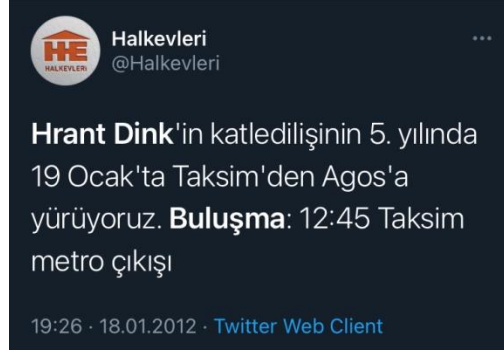 Halkevleri
@Halkevleri
HALKEVLERİ
Hrant Dink'in katledilişinin 5. yılında
19 Ocak'ta Taksim'den Agos'a
yürüyoruz. Buluşma: 12:45 Taksim
metro çıkışı
19:26 · 18.01.2012 · Twitter Web Client